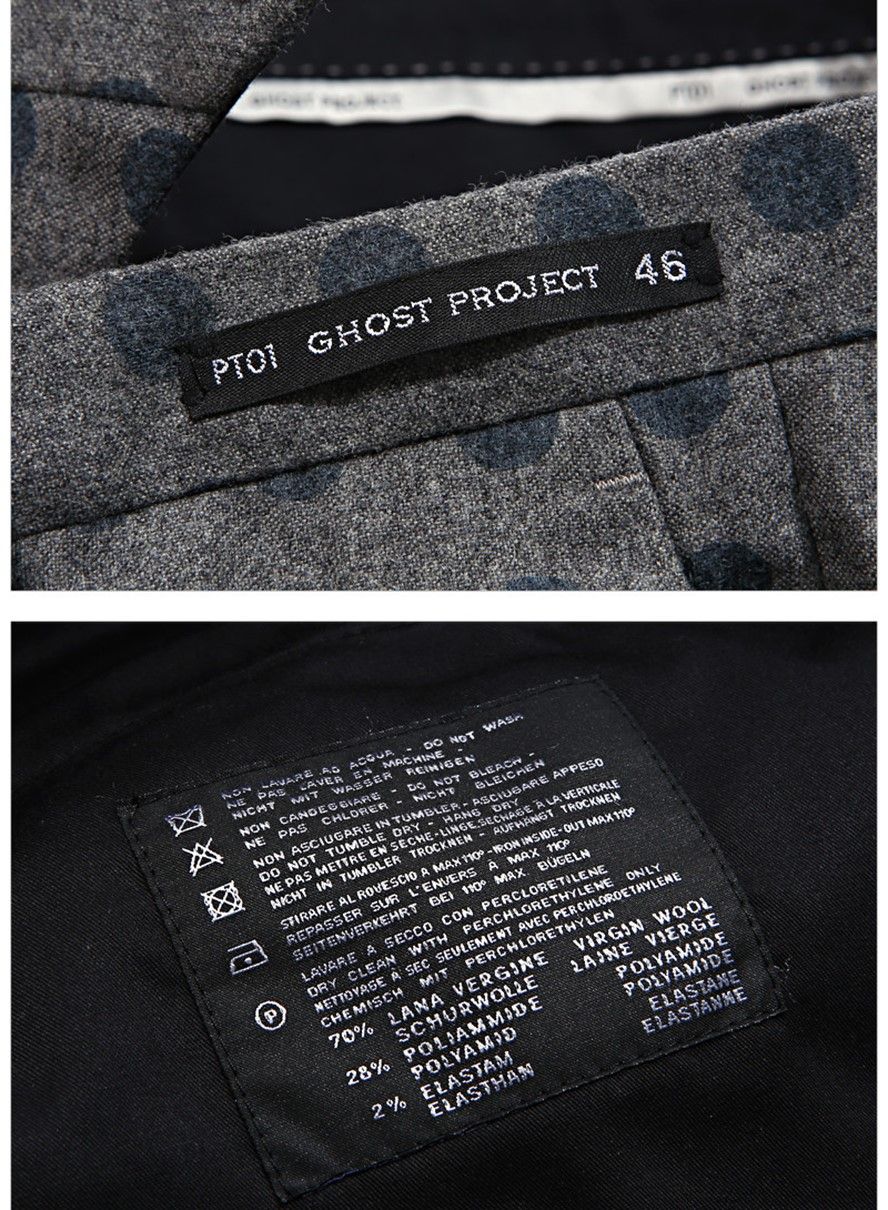 GHOST PROJECT PT01 GHOST PROJECT
PT01 GHOST PROJECT 46
NON LAVARE AD ACQUA - DO NOT WASH
NE PAS LAVER EN MACHINE -
NICHT MIT WASSER REINIGEN
NON CANDEGGIARE - DO NOT BLEACH -
NE PAS CHLORER - NICHT BLEICHEN
NON ASCIUGARE IN TUMBLER - ASCIUGARE APPESO
DO NOT TUMBLE DRY - HANG DRY
NE PAS METTRE EN SÈCHE-LINGE, SECHAGE À LA VERTICALE
NICHT IN TUMBLER TROCKNEN - AUFHÄNGT TROCKNEN
STIRARE AL ROVESCIO A MAX 110° - IRON INSIDE-OUT MAX 110°
REPASSER SUR L'ENVERS À MAX 110°
SEITENVERKEHRT BEI 110° MAX. BÜGELN
LAVARE A SECCO CON PERCLORETILENE
DRY CLEAN WITH PERCHLORETHYLENE ONLY
NETTOYAGE À SEC SEULEMENT AVEC PERCHLOROETHYLENE
CHEMISCH MIT PERCHLORETHYLEN
P
70% LANA VERGINE VIRGIN WOOL
SCHURWOLLE LAINE VIERGE
28% POLIAMMIDE POLYAMIDE
POLYAMID POLYAMIDE
2% ELASTAM ELASTANE
ELASTHAN ELASTANNE